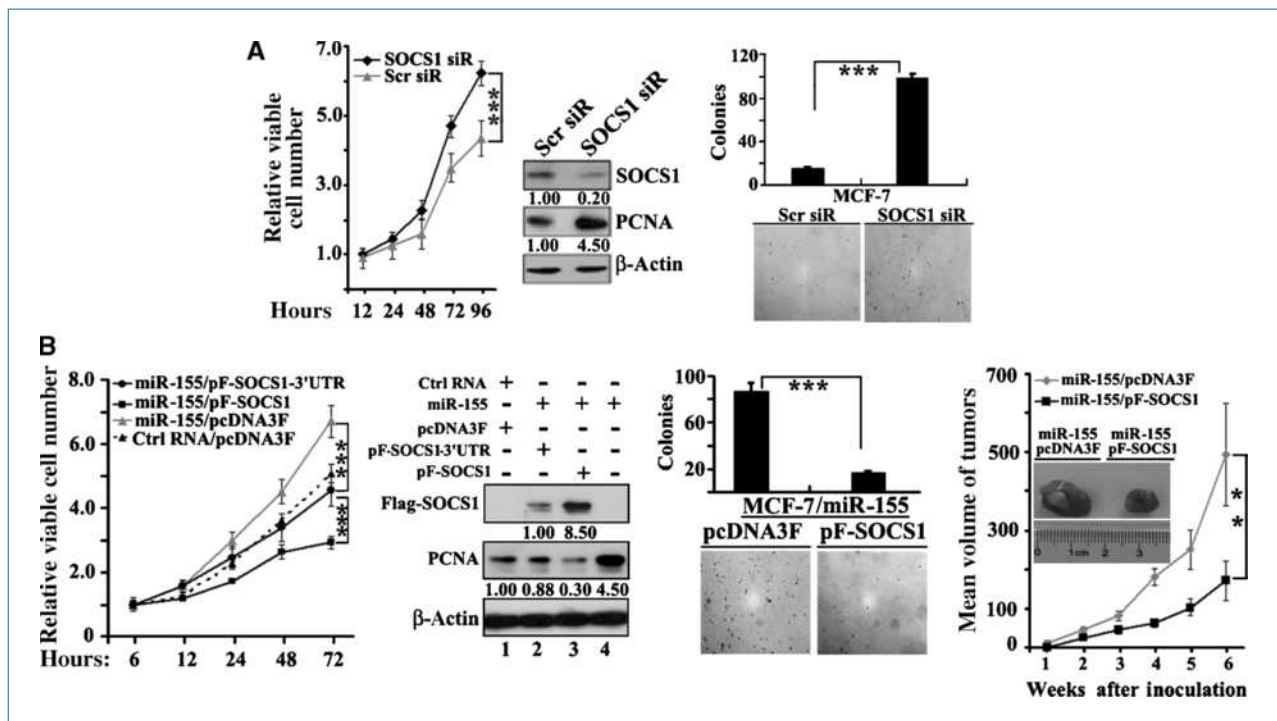 A
7.0
5.0
3.0
1.0
Relative viable
cell number
SOCS1 siR
Scr siR
***
Hours 12 24 48 72 96
Scr siR
SOCS1 siR
SOCS1
1.00 0.20
PCNA
1.00 4.50
β-Actin
120
80
60
40
20
0
Colonies
***
MCF-7
Scr siR SOCS1 siR
B
8.0
6.0
4.0
2.0
0
Relative viable cell number
miR-155/pF-SOCS1-3'UTR
miR-155/pF-SOCS1
miR-155/pcDNA3F
Ctrl RNA/pcDNA3F
***
***
Hours: 6 12 24 48 72
Ctrl RNA + - - -
miR-155 - + + +
pcDNA3F + - - +
pF-SOCS1-3'UTR - + - -
pF-SOCS1 - - + -
Flag-SOCS1
1.00 8.50
PCNA
1.00 0.88 0.30 4.50
β-Actin
1 2 3 4
100
80
60
40
20
Colonies
***
MCF-7/miR-155
pcDNA3F pF-SOCS1
700
500
300
100
0
Mean volume of tumors
miR-155/pcDNA3F
miR-155/pF-SOCS1
miR-155 miR-155
pcDNA3F pF-SOCS1
0 1cm 2 3
**
1 2 3 4 5 6
Weeks after inoculation